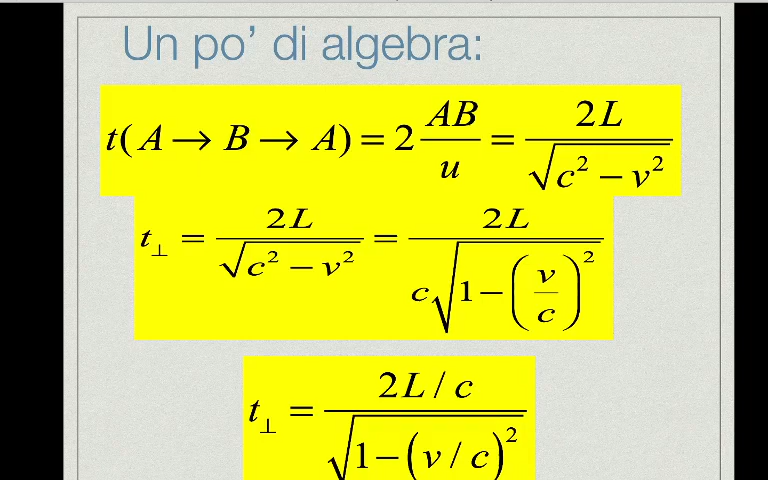 Un po' di algebra:
t(A → B → A) = 2 AB/u = 2L/√(c² − v²)
t⊥ = 2L/√(c² − v²) = 2L/(c√(1 − (v/c)²))
t⊥ = (2L / c)/√(1 − (v / c)²)